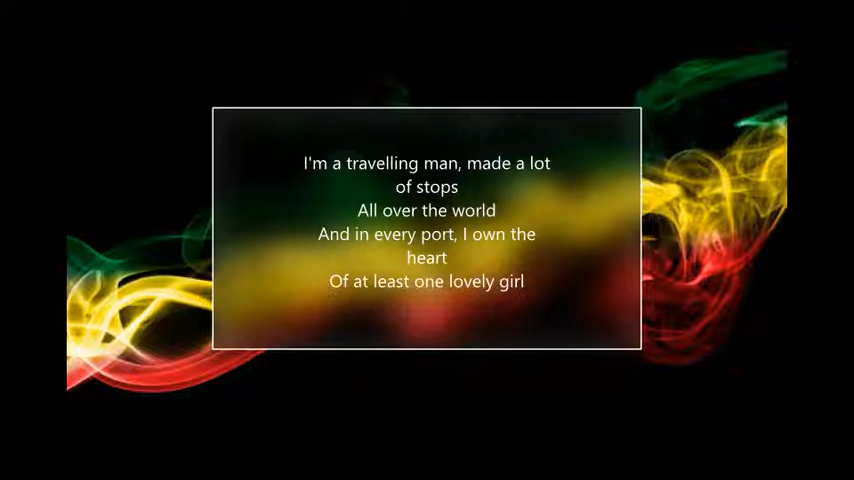 I'm a travelling man, made a lot
of stops
All over the world
And in every port, I own the
heart
Of at least one lovely girl